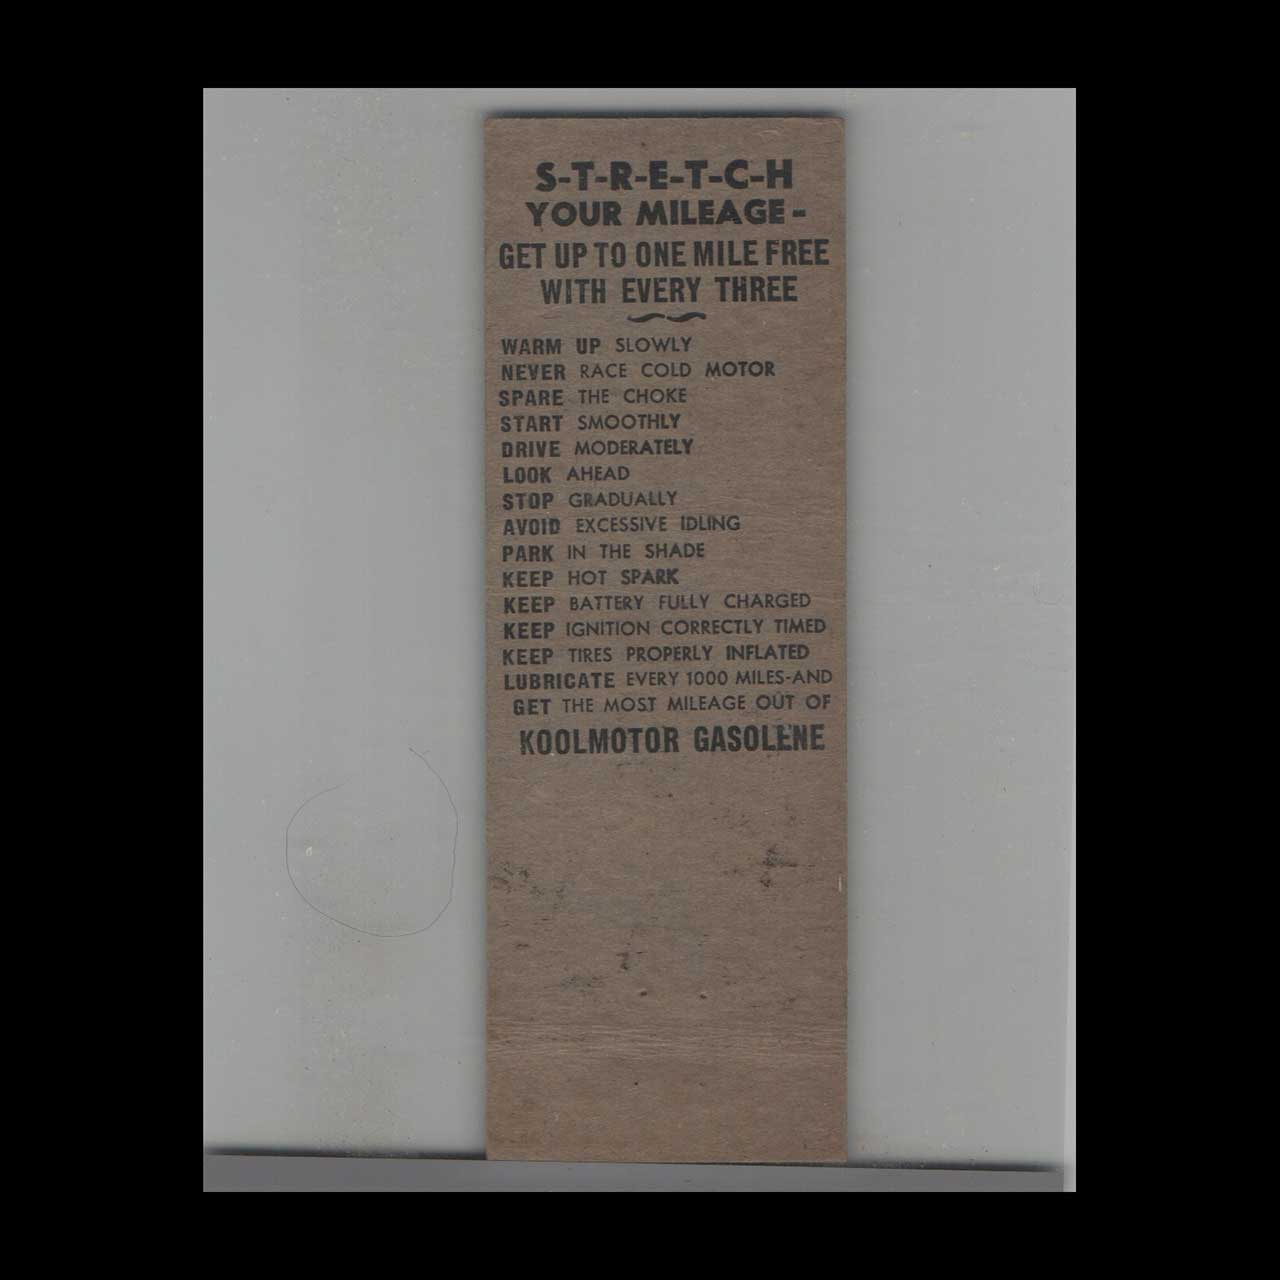 S-T-R-E-T-C-H
YOUR MILEAGE-
GET UP TO ONE MILE FREE
WITH EVERY THREE
WARM UP SLOWLY
NEVER RACE COLD MOTOR
SPARE THE CHOKE
START SMOOTHLY
DRIVE MODERATELY
LOOK AHEAD
STOP GRADUALLY
AVOID EXCESSIVE IDLING
PARK IN THE SHADE
KEEP HOT SPARK
KEEP BATTERY FULLY CHARGED
KEEP IGNITION CORRECTLY TIMED
KEEP TIRES PROPERLY INFLATED
LUBRICATE EVERY 1000 MILES-AND
GET THE MOST MILEAGE OUT OF
KOOLMOTOR GASOLENE